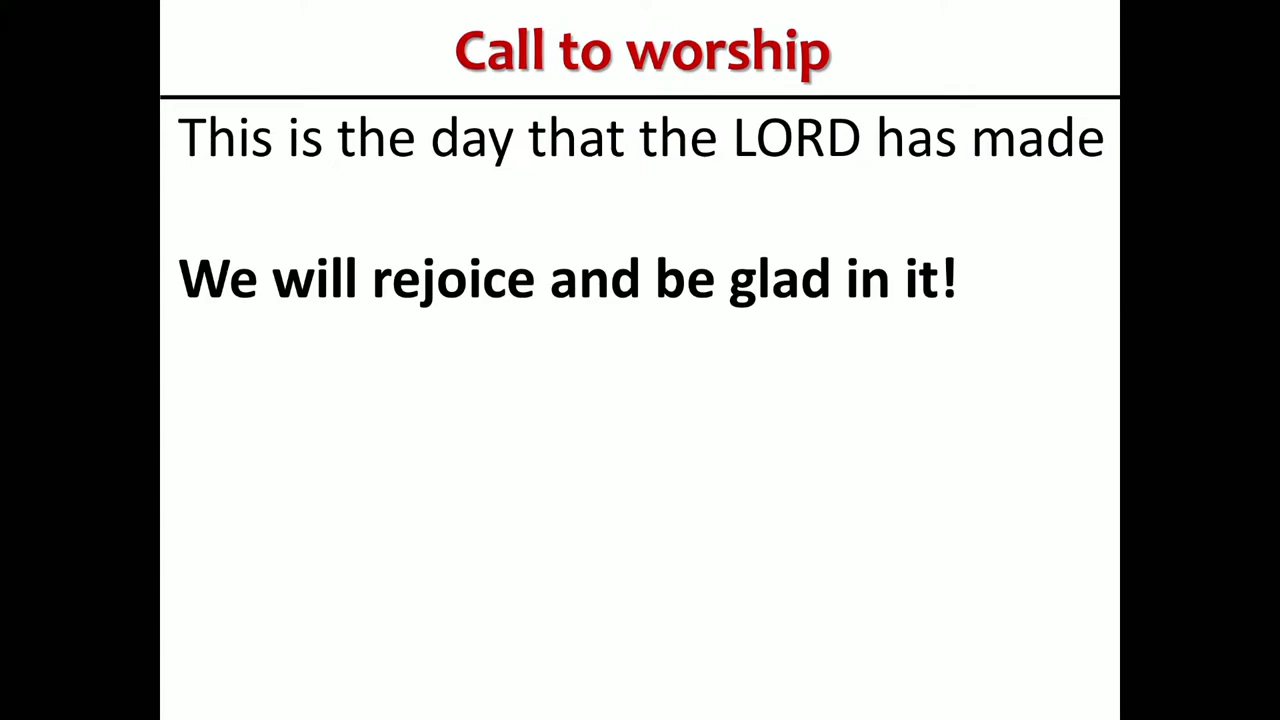 Call to worship
This is the day that the LORD has made
We will rejoice and be glad in it!